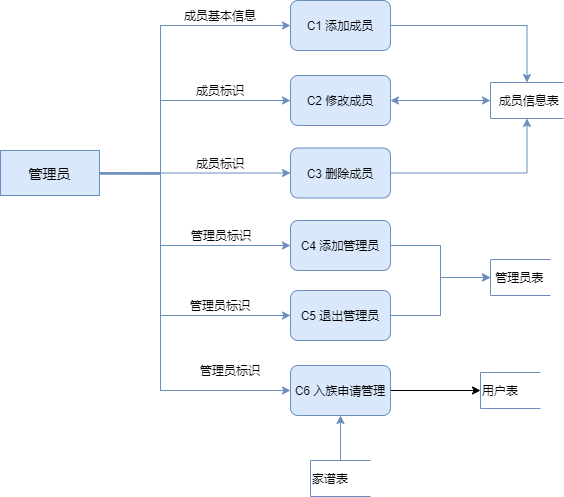 成员基本信息
C1 添加成员
成员标识
C2 修改成员
成员信息表
成员标识
C3 删除成员
管理员
管理员标识
C4 添加管理员
管理员表
管理员标识
C5 退出管理员
管理员标识
C6 入族申请管理
用户表
家谱表